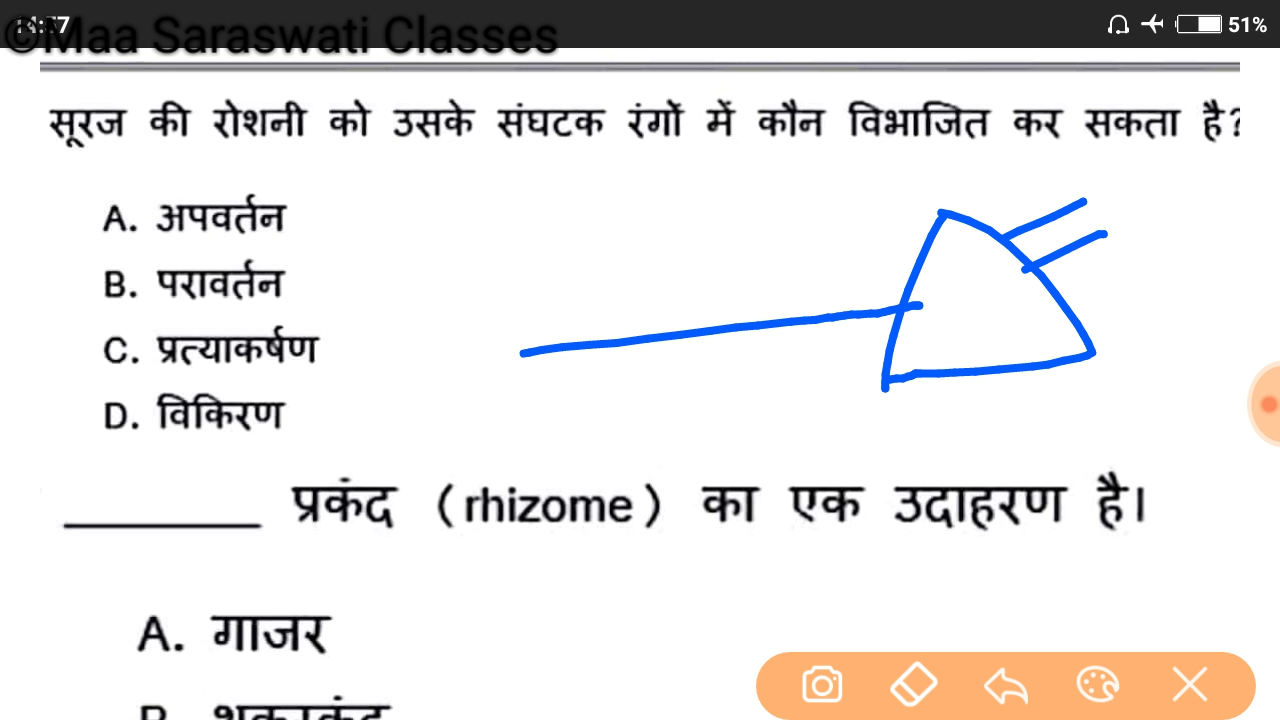 ©Maa Saraswati Classes
51%
सूरज की रोशनी को उसके संघटक रंगों में कौन विभाजित कर सकता है?
A. अपवर्तन
B. परावर्तन
C. प्रत्याकर्षण
D. विकिरण
________ प्रकंद (rhizome) का एक उदाहरण है।
A. गाजर
B. शकरकंद